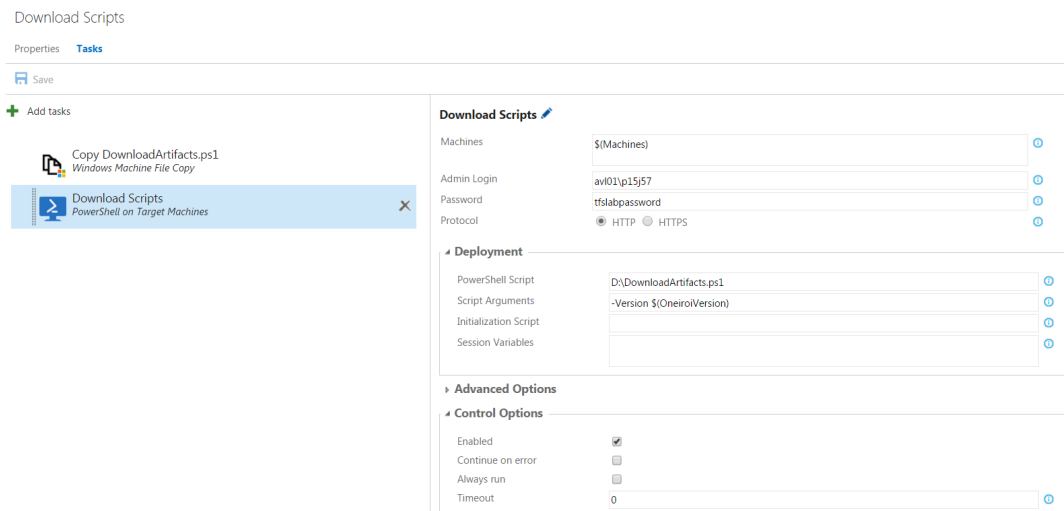 Download Scripts
Properties Tasks
Save
Add tasks
Copy DownloadArtifacts.ps1
Windows Machine File Copy
Download Scripts
PowerShell on Target Machines
Download Scripts
Machines $(Machines)
Admin Login avl01\p15j57
Password tfslabpassword
Protocol HTTP HTTPS
Deployment
PowerShell Script D:\DownloadArtifacts.ps1
Script Arguments -Version $(OneiroiVersion)
Initialization Script
Session Variables
Advanced Options
Control Options
Enabled
Continue on error
Always run
Timeout 0